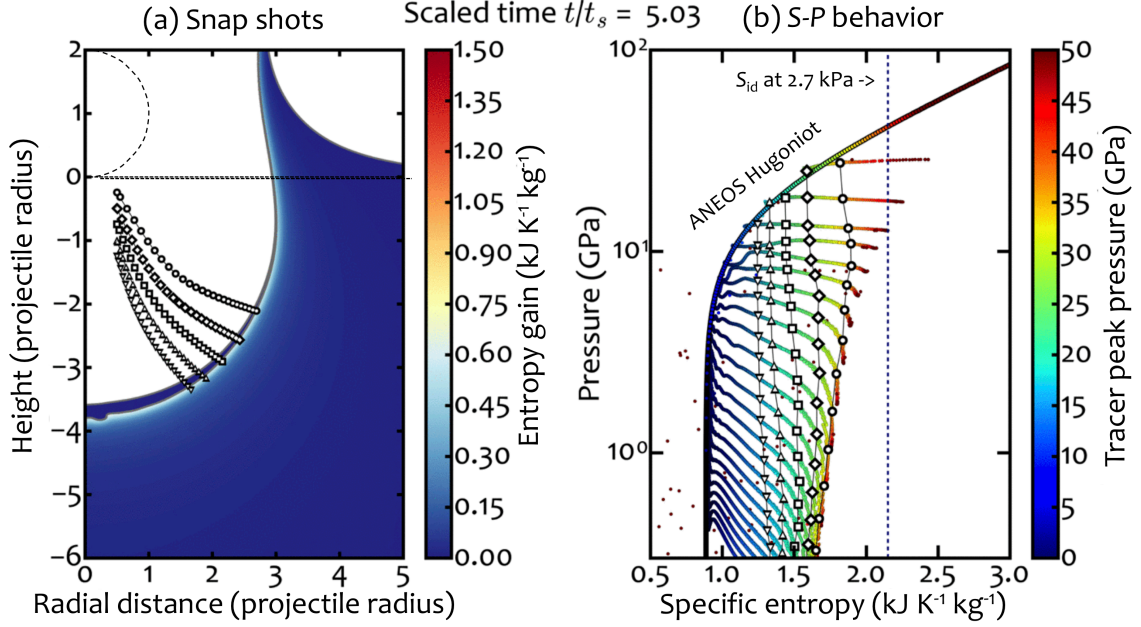 Scaled time t/tₛ = 5.03
(a) Snap shots
(b) S-P behavior
2
1
0
−1
−2
−3
−4
−5
−6
Height (projectile radius)
0 1 2 3 4 5
Radial distance (projectile radius)
1.50
1.35
1.20
1.05
0.90
0.75
0.60
0.45
0.30
0.15
0.00
Entropy gain (kJ K⁻¹ kg⁻¹)
10²
10¹
10⁰
Pressure (GPa)
S_id at 2.7 kPa ->
ANEOS Hugoniot
0.5 1.0 1.5 2.0 2.5 3.0
Specific entropy (kJ K⁻¹ kg⁻¹)
50
45
40
35
30
25
20
15
10
5
0
Tracer peak pressure (GPa)